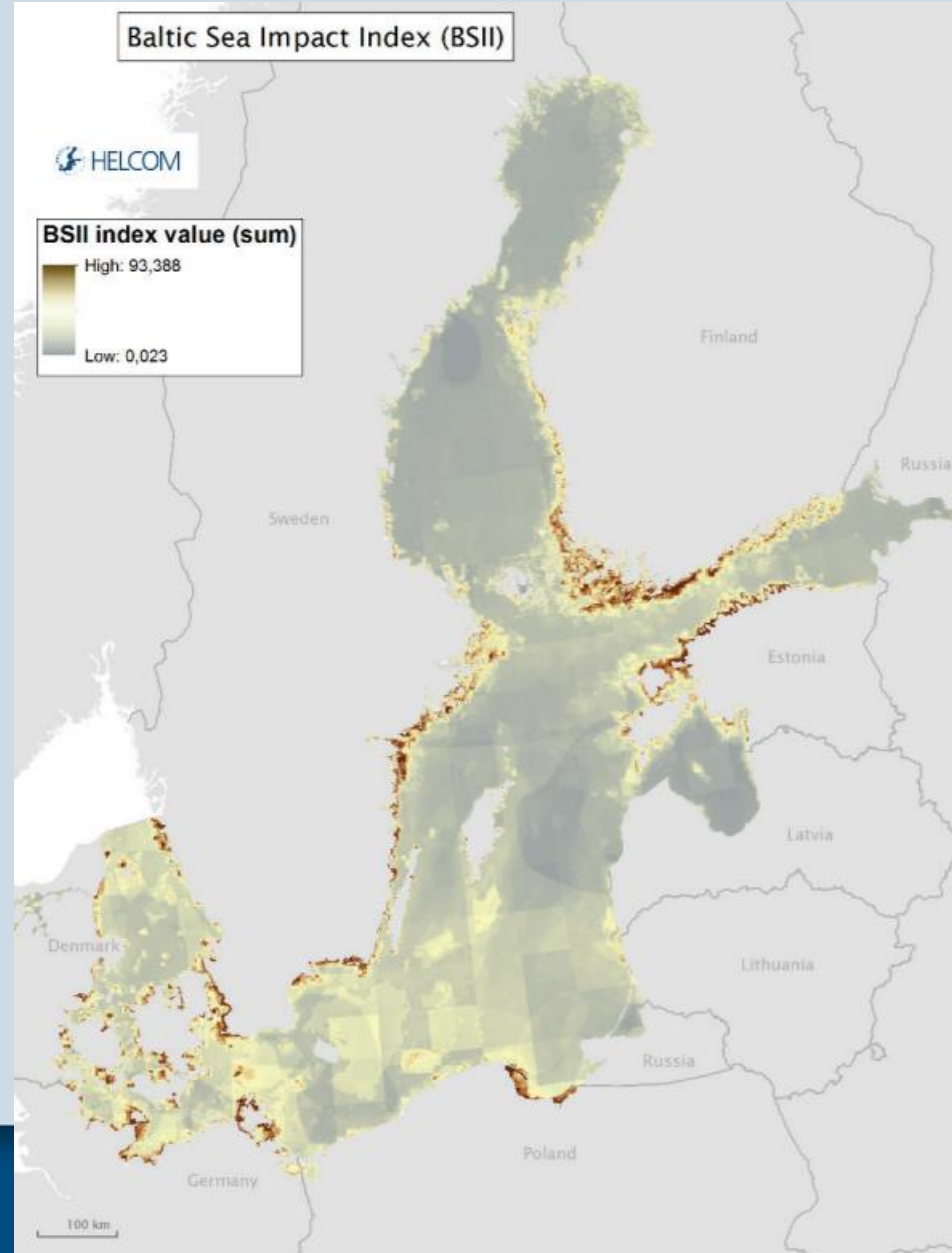 Baltic Sea Impact Index (BSII)
HELCOM
BSII index value (sum)
High: 93,388
Low: 0,023
Finland
Russia
Sweden
Estonia
Latvia
Denmark
Lithuania
Russia
Poland
Germany
100 km